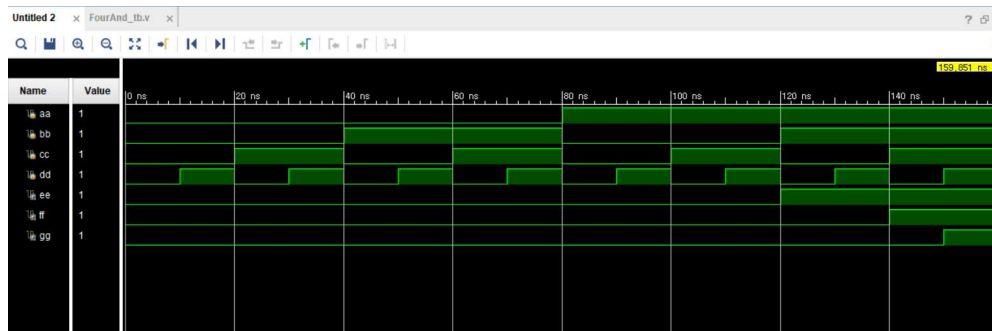 Untitled 2 × FourAnd_tb.v × ?
159,851 ns
Name Value 0 ns 20 ns 40 ns 60 ns 80 ns 100 ns 120 ns 140 ns
aa 1
bb 1
cc 1
dd 1
ee 1
ff 1
gg 1